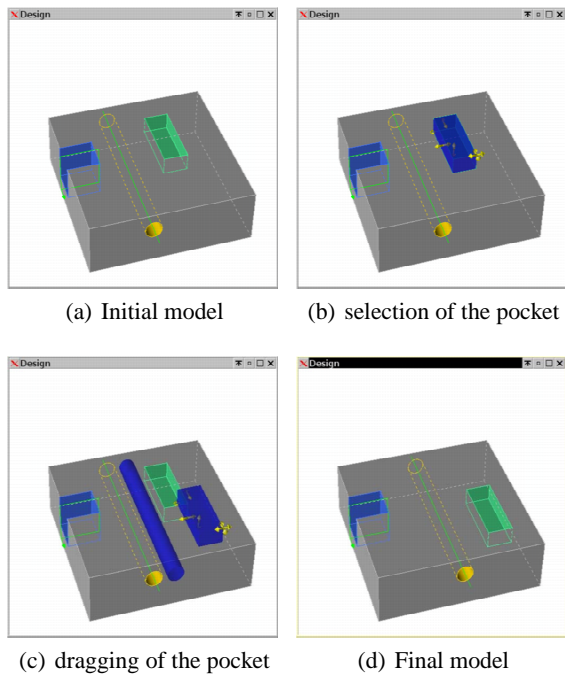 Design
Design
(a) Initial model
(b) selection of the pocket
Design
Design
(c) dragging of the pocket
(d) Final model